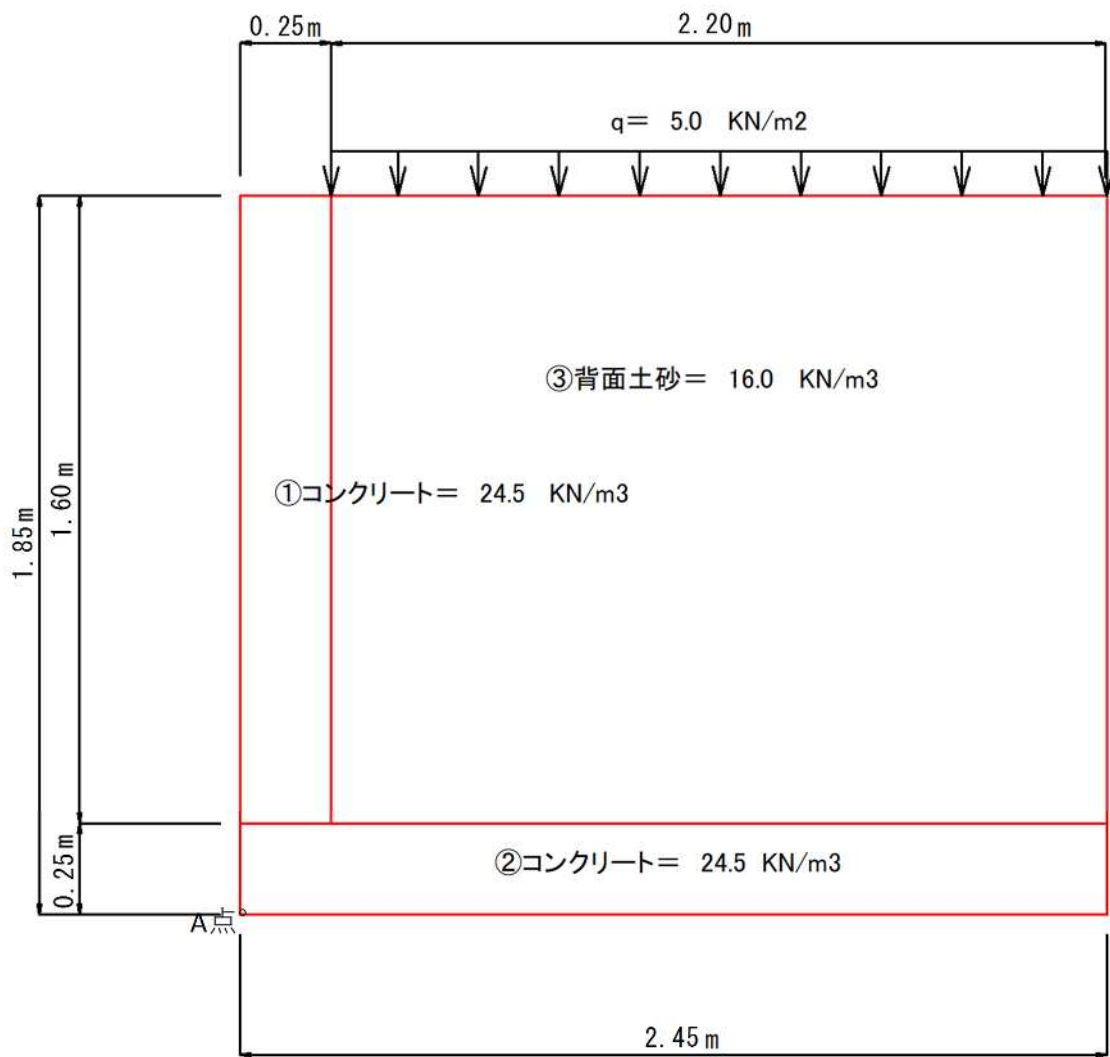 0.25m
2.20m
q＝ 5.0 KN/m2
③背面土砂＝ 16.0 KN/m3
①コンクリート＝ 24.5 KN/m3
1.85m
1.60m
0.25m
②コンクリート＝ 24.5 KN/m3
A点
2.45m